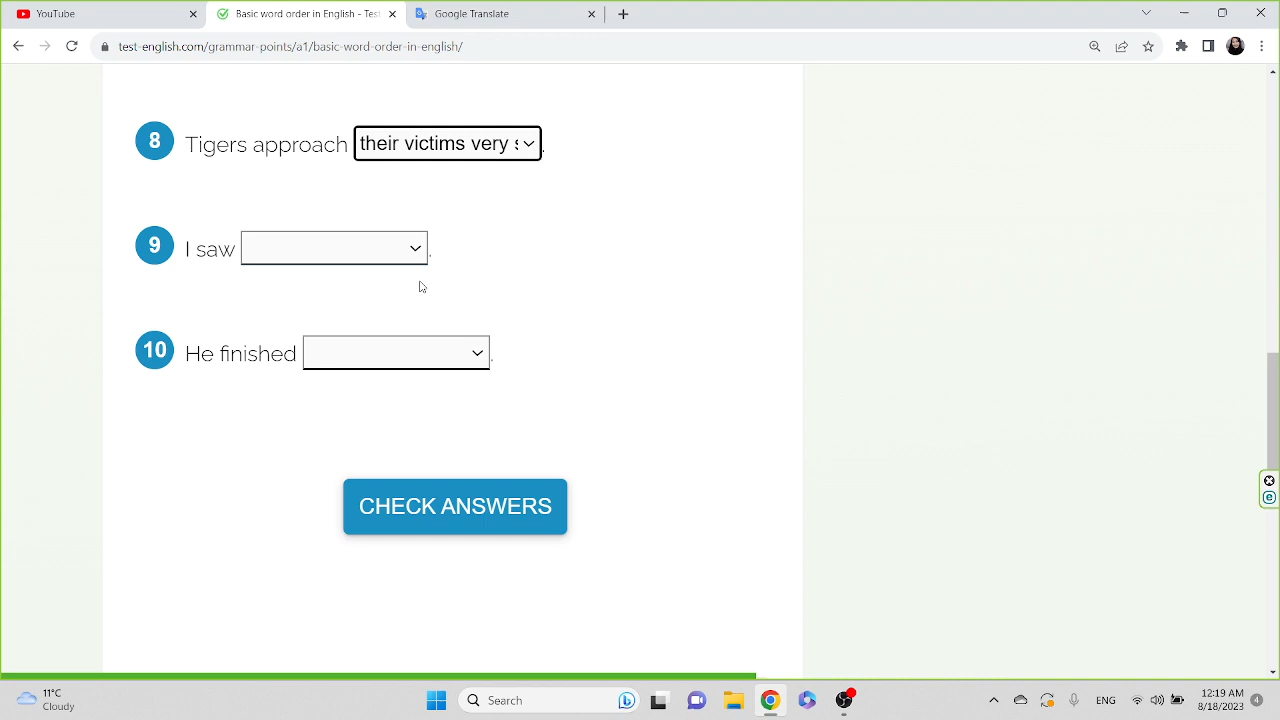 YouTube
Basic word order in English - Test
Google Translate
test-english.com/grammar-points/a1/basic-word-order-in-english/
8 Tigers approach their victims very s.
9 I saw .
10 He finished .
CHECK ANSWERS
11°C
Cloudy
Search
ENG
12:19 AM
8/18/2023
4